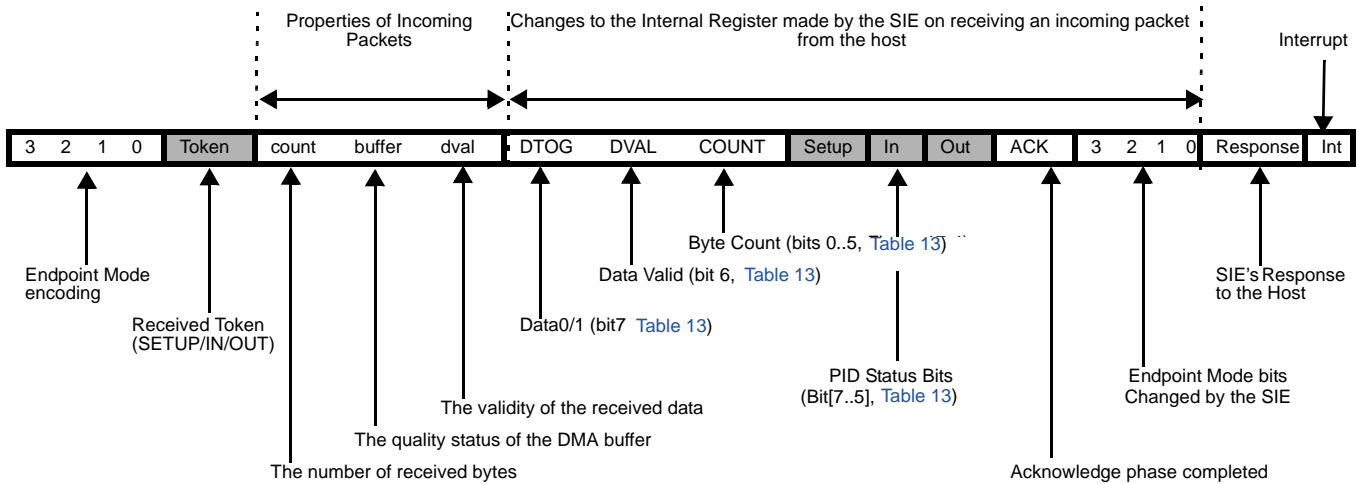 Properties of Incoming
Packets
Changes to the Internal Register made by the SIE on receiving an incoming packet
from the host
Interrupt
3 2 1 0 Token count buffer dval DTOG DVAL COUNT Setup In Out ACK 3 2 1 0 Response Int
Byte Count (bits 0..5, Table 13)
Data Valid (bit 6, Table 13)
Data0/1 (bit7 Table 13)
Endpoint Mode
encoding
Received Token
(SETUP/IN/OUT)
SIE's Response
to the Host
PID Status Bits
(Bit[7..5], Table 13)
Endpoint Mode bits
Changed by the SIE
The validity of the received data
The quality status of the DMA buffer
The number of received bytes
Acknowledge phase completed